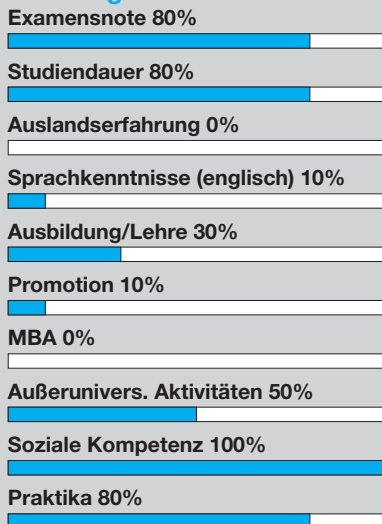 Examensnote 80%
Studiendauer 80%
Auslandserfahrung 0%
Sprachkenntnisse (englisch) 10%
Ausbildung/Lehre 30%
Promotion 10%
MBA 0%
Außerunivers. Aktivitäten 50%
Soziale Kompetenz 100%
Praktika 80%